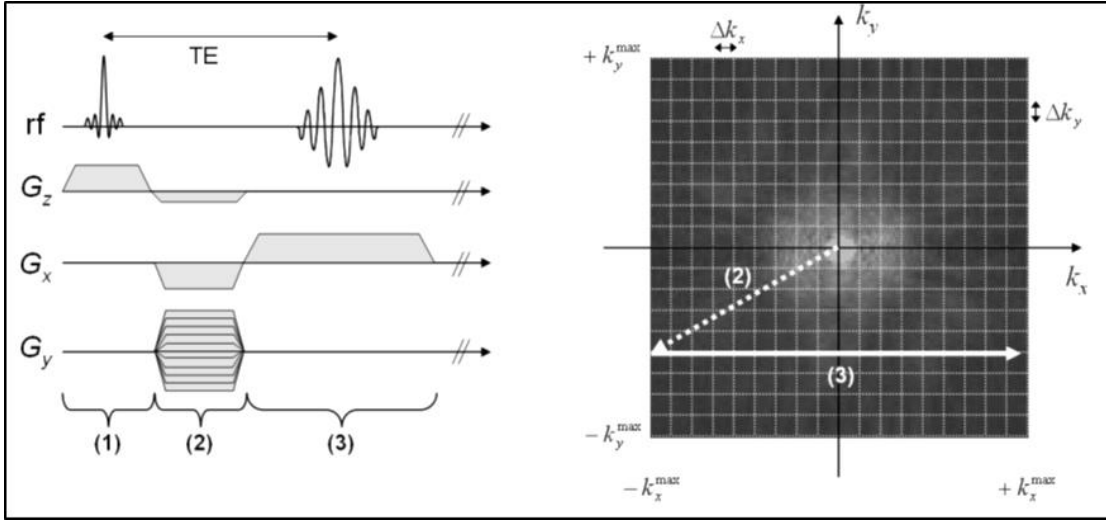 TE
rf
G_z
G_x
G_y
(1)
(2)
(3)
Δk_x
k_y
+ k_y^max
Δk_y
k_x
(2)
(3)
− k_y^max
− k_x^max
+ k_x^max